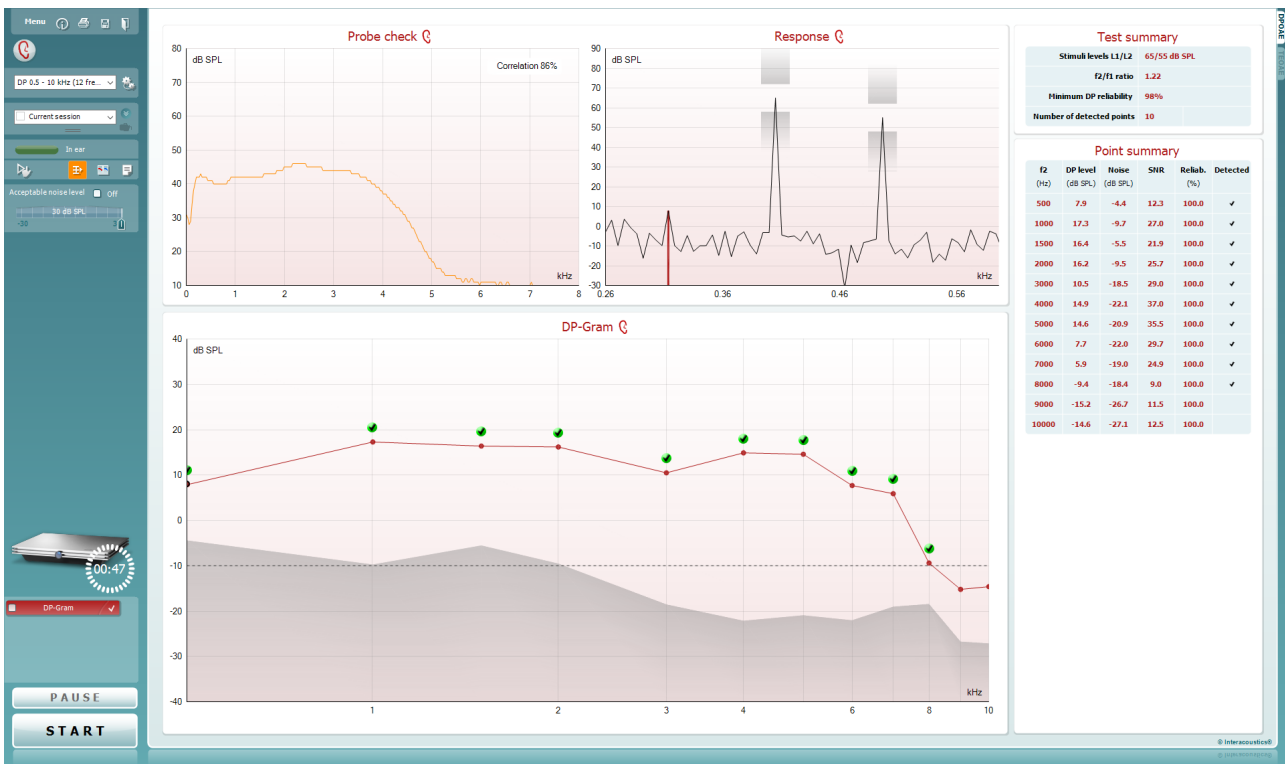 Menu
DP 0.5 - 10 kHz (12 fre...
Current session
In ear
Acceptable noise level Off
30 dB SPL
-30
00:47
DP-Gram
PAUSE
START
Probe check
dB SPL
Correlation 86%
80
70
60
50
40
30
20
10
kHz
0 1 2 3 4 5 6 7 8
Response
dB SPL
90
80
70
60
50
40
30
20
10
0
-10
-20
-30
kHz
0.26 0.36 0.46 0.56
DP-Gram
dB SPL
40
30
20
10
0
-10
-20
-30
-40
kHz
1 2 3 4 6 8 10
Test summary
Stimuli levels L1/L2 65/55 dB SPL
f2/f1 ratio 1.22
Minimum DP reliability 98%
Number of detected points 10
Point summary
f2 DP level Noise SNR Reliab. Detected
(Hz) (dB SPL) (dB SPL) (%)
500 7.9 -4.4 12.3 100.0 ✔
1000 17.3 -9.7 27.0 100.0 ✔
1500 16.4 -5.5 21.9 100.0 ✔
2000 16.2 -9.5 25.7 100.0 ✔
3000 10.5 -18.5 29.0 100.0 ✔
4000 14.9 -22.1 37.0 100.0 ✔
5000 14.6 -20.9 35.5 100.0 ✔
6000 7.7 -22.0 29.7 100.0 ✔
7000 5.9 -19.0 24.9 100.0 ✔
8000 -9.4 -18.4 9.0 100.0 ✔
9000 -15.2 -26.7 11.5 100.0
10000 -14.6 -27.1 12.5 100.0
DPOAE
TEOAE
© Interacoustics®